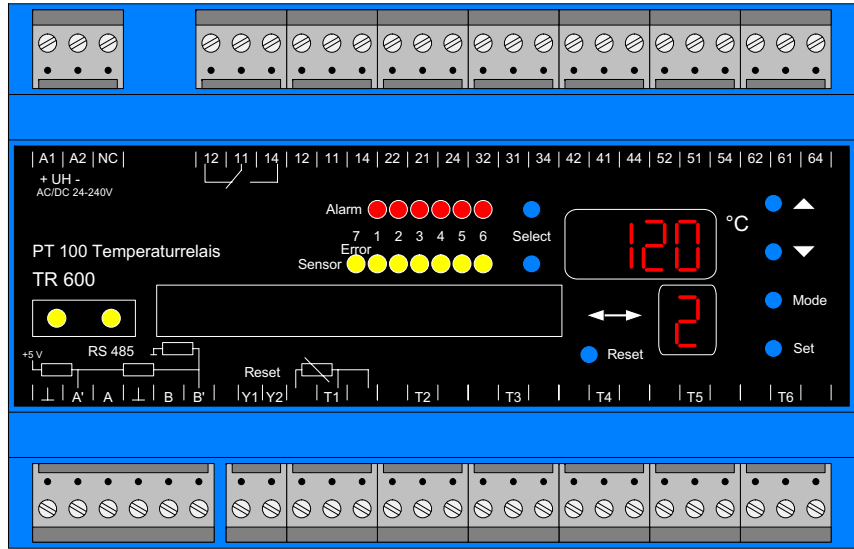 A1 | A2 | NC | 12 | 11 | 14 | 12 | 11 | 14 | 22 | 21 | 24 | 32 | 31 | 34 | 42 | 41 | 44 | 52 | 51 | 54 | 62 | 61 | 64
+ UH -
AC/DC 24-240V
Alarm
7 1 2 3 4 5 6
Select
Error
Sensor
120 °C
PT 100 Temperaturrelais
TR 600
2
Mode
Set
Reset
RS 485
+5 V
Reset
⊥ | A' | A | ⊥ | B | B' | Y1 | Y2 | T1 | T2 | T3 | T4 | T5 | T6